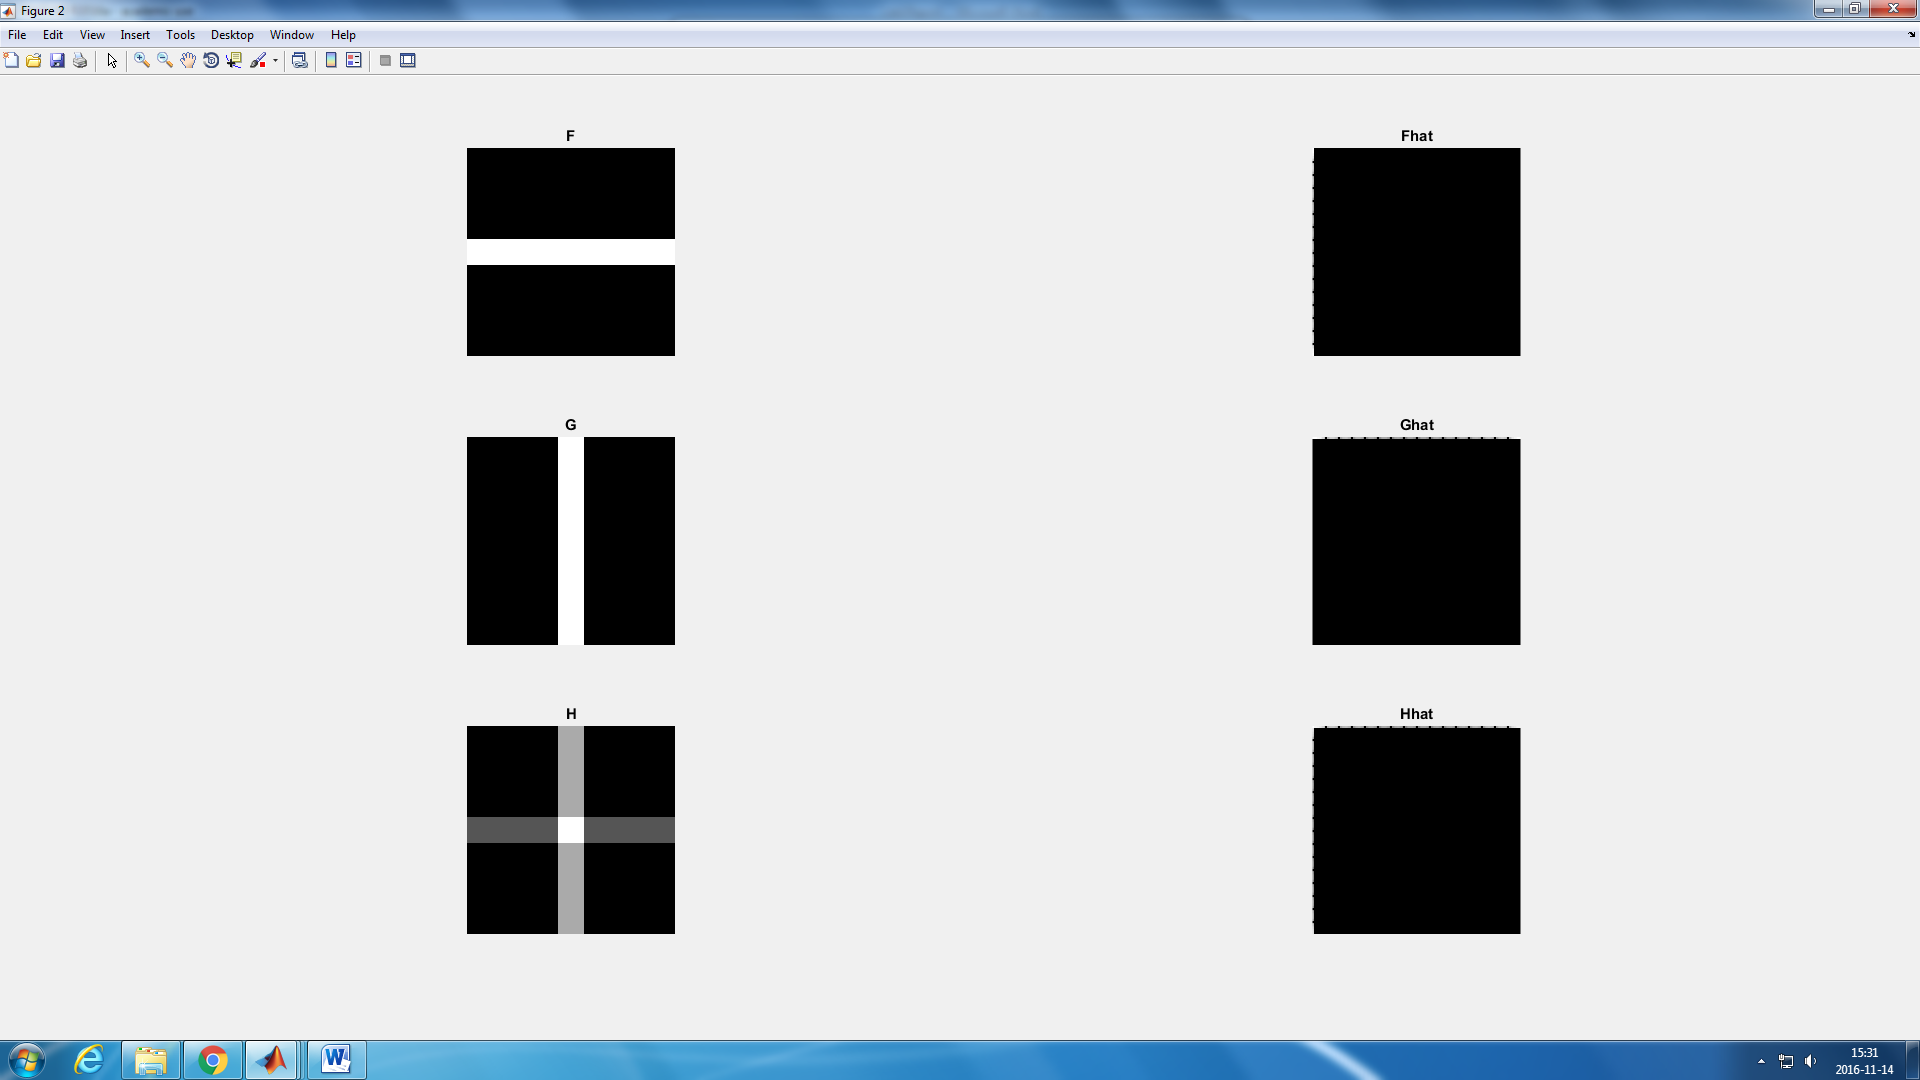 Figure 2
File Edit View Insert Tools Desktop Window Help
F
Fhat
G
Ghat
H
Hhat
15:31
2016-11-14